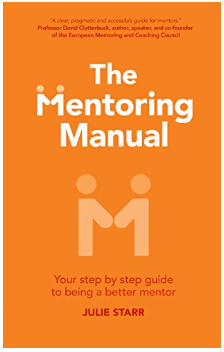 "A clear, pragmatic and accessible guide for mentors."
Professor David Clutterbuck, author, speaker, and co-founder
of the European Mentoring and Coaching Council
The
Mentoring
Manual
Your step by step guide
to being a better mentor
JULIE STARR